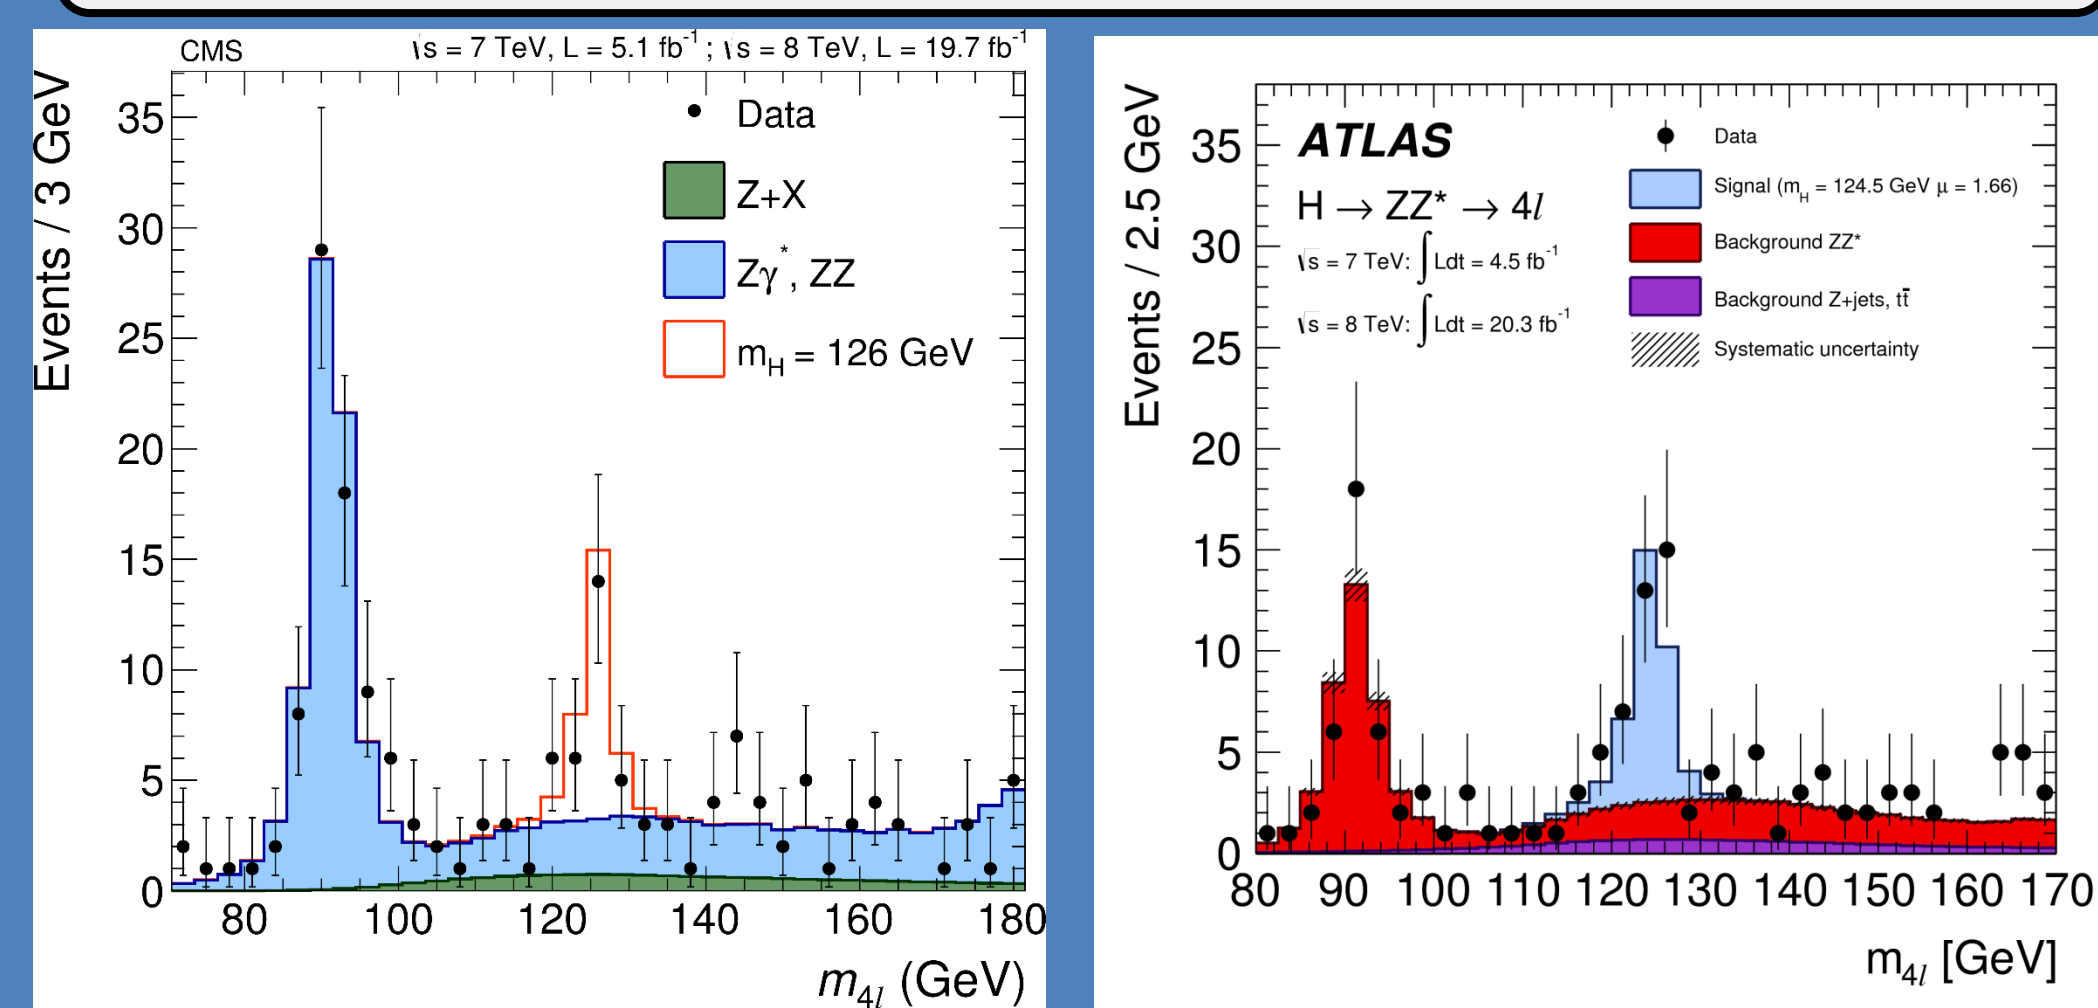 CMS √s = 7 TeV, L = 5.1 fb⁻¹ ; √s = 8 TeV, L = 19.7 fb⁻¹
Events / 3 GeV
35
30
25
20
15
10
5
0
Data
Z+X
Zγ*, ZZ
m_H = 126 GeV
80 100 120 140 160 180
m_4l (GeV)
Events / 2.5 GeV
35
30
25
20
15
10
5
0
ATLAS
H → ZZ* → 4l
√s = 7 TeV: ∫Ldt = 4.5 fb⁻¹
√s = 8 TeV: ∫Ldt = 20.3 fb⁻¹
Data
Signal (m_H = 124.5 GeV μ = 1.66)
Background ZZ*
Background Z+jets, tt̄
Systematic uncertainty
80 90 100 110 120 130 140 150 160 170
m_4l [GeV]